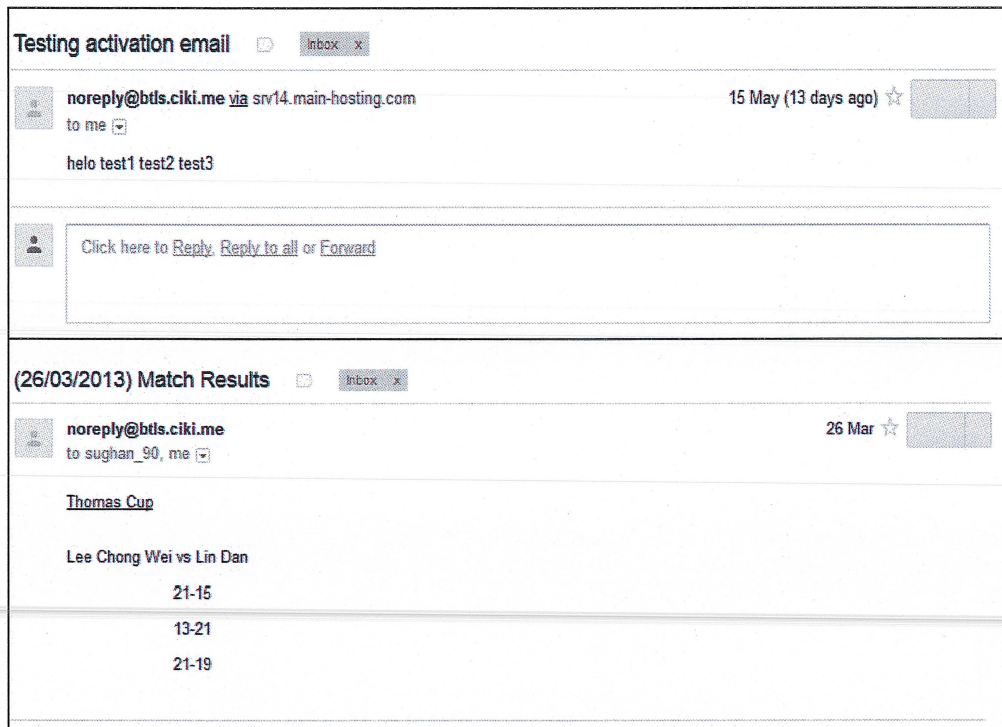 Testing activation email Inbox x
noreply@btls.ciki.me via srv14.main-hosting.com 15 May (13 days ago)
to me
helo test1 test2 test3
Click here to Reply, Reply to all or Forward
(26/03/2013) Match Results Inbox x
noreply@btls.ciki.me 26 Mar
to sughan_90, me
Thomas Cup
Lee Chong Wei vs Lin Dan
21-15
13-21
21-19